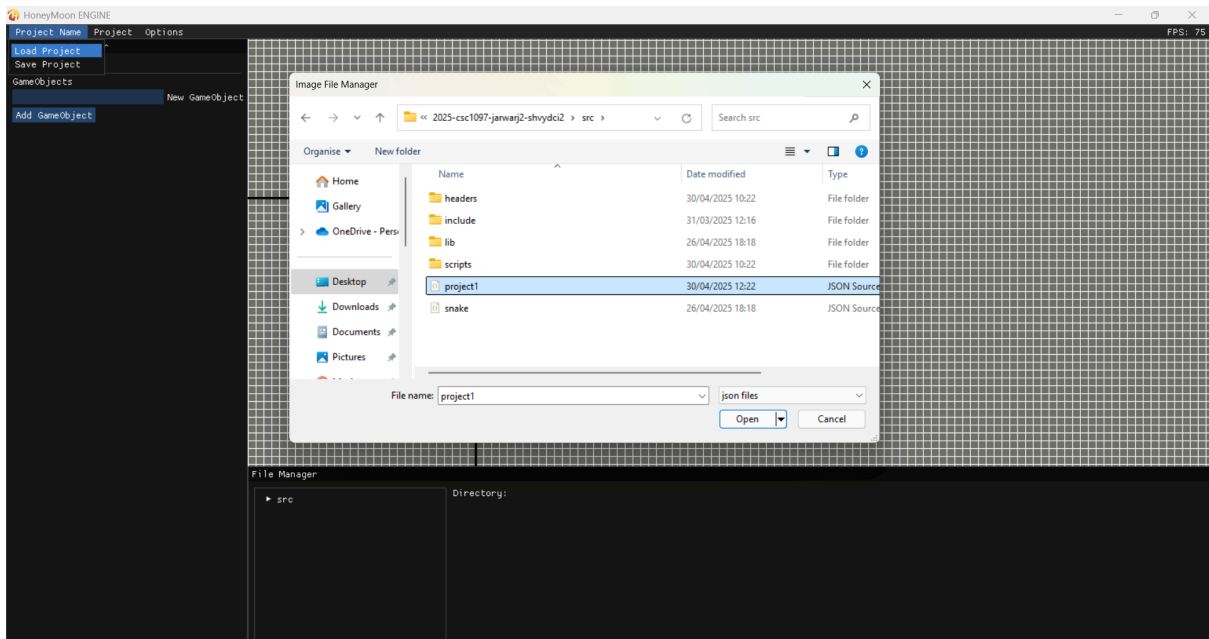 HoneyMoon ENGINE
Project Name Project Options FPS: 75
Load Project
Save Project
GameObjects
New GameObject
Add GameObject
Image File Manager
« 2025-csc1097-jarwarj2-shvydci2 › src ›
Search src
Organise New folder
Name Date modified Type
Home
Gallery
OneDrive - Pers
Desktop
Downloads
Documents
Pictures
headers 30/04/2025 10:22 File folder
include 31/03/2025 12:16 File folder
lib 26/04/2025 18:18 File folder
scripts 30/04/2025 10:22 File folder
project1 30/04/2025 12:22 JSON Source
snake 26/04/2025 18:18 JSON Source
File name: project1 json files
Open Cancel
File Manager
src
Directory: